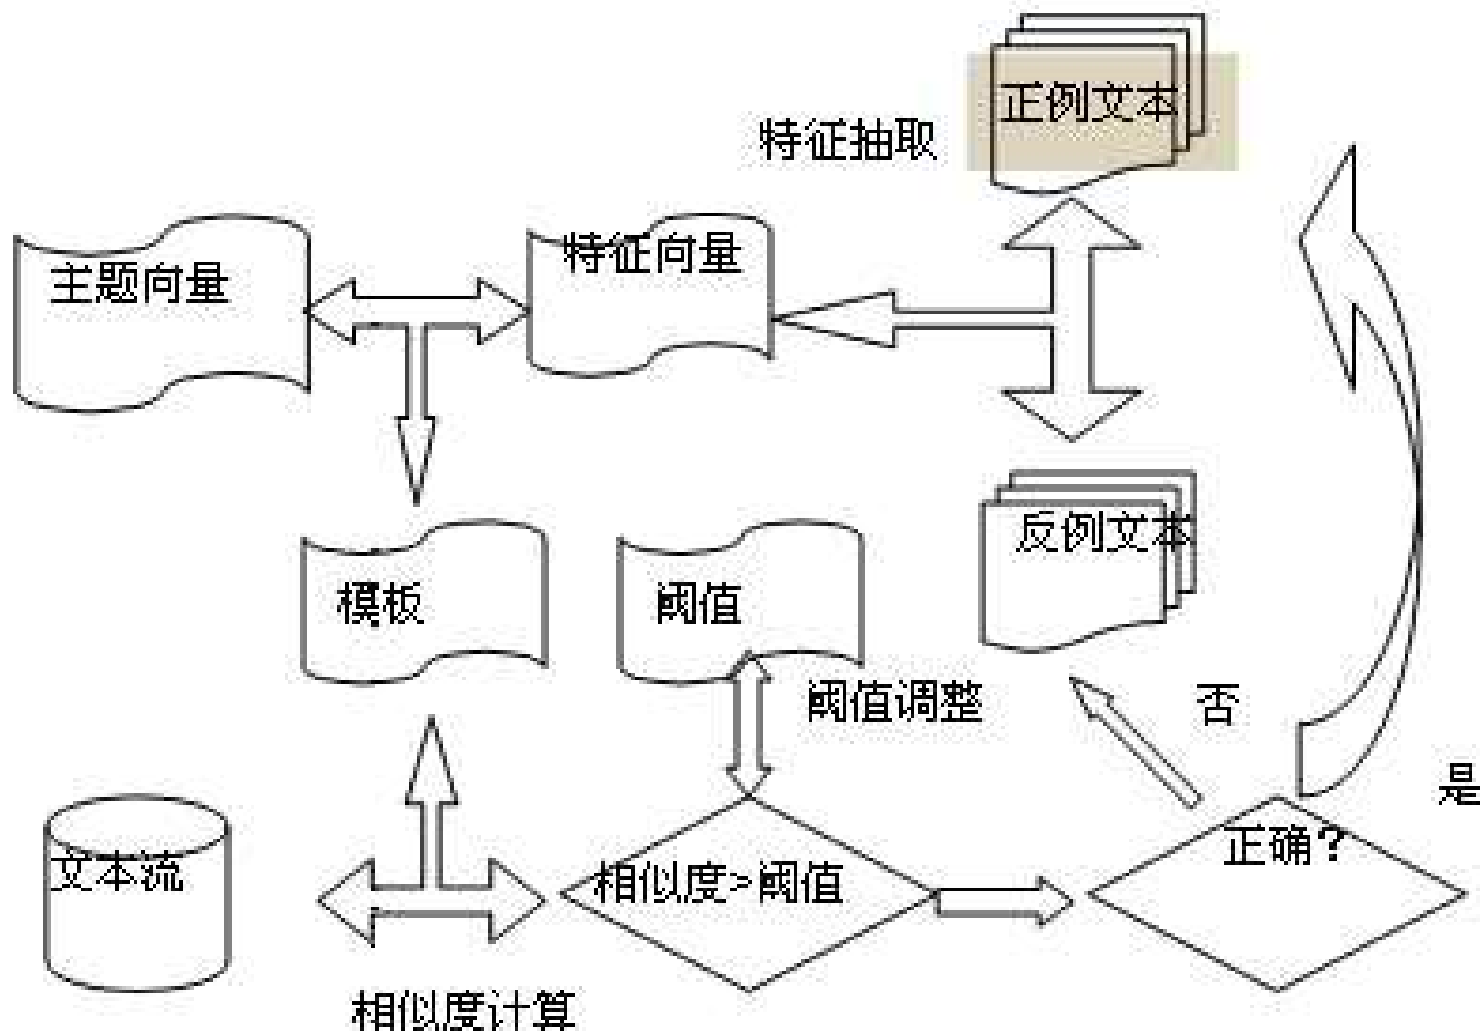 正例文本
特征抽取
主题向量
特征向量
反例文本
模板
阈值
阈值调整
否
是
文本流
相似度>阈值
正确?
相似度计算